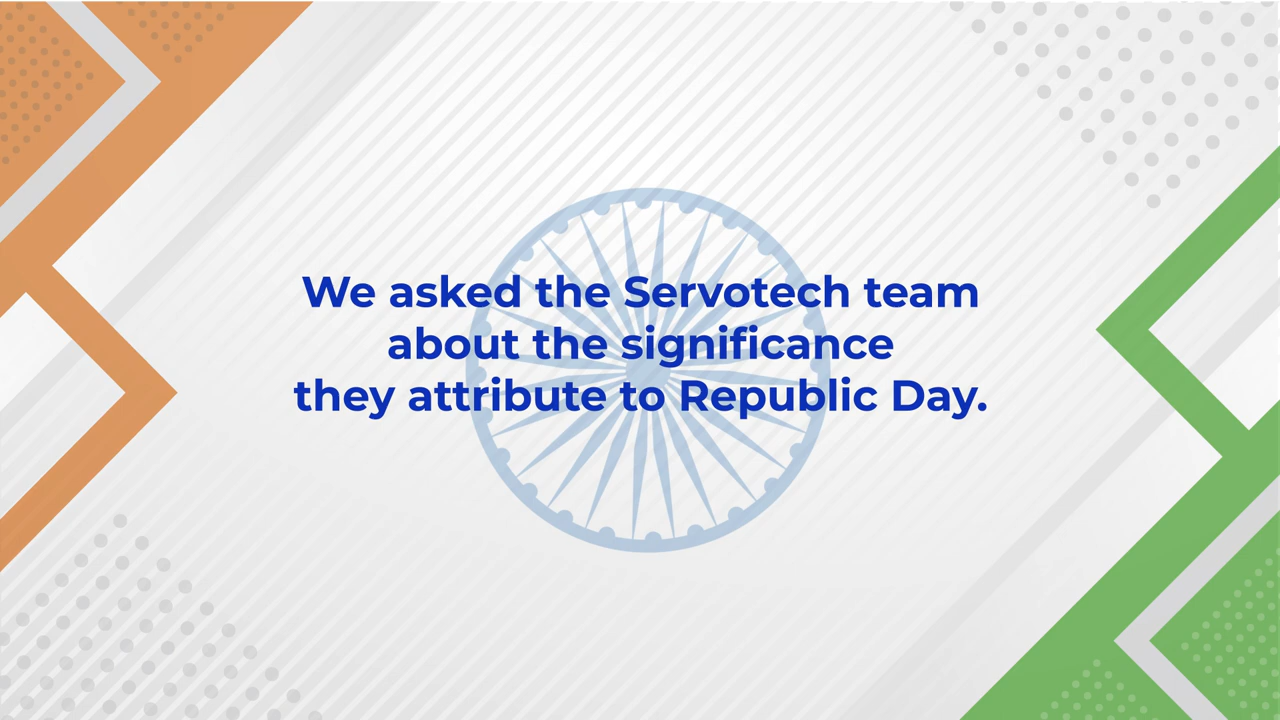 We asked the Servotech team
about the significance
they attribute to Republic Day.